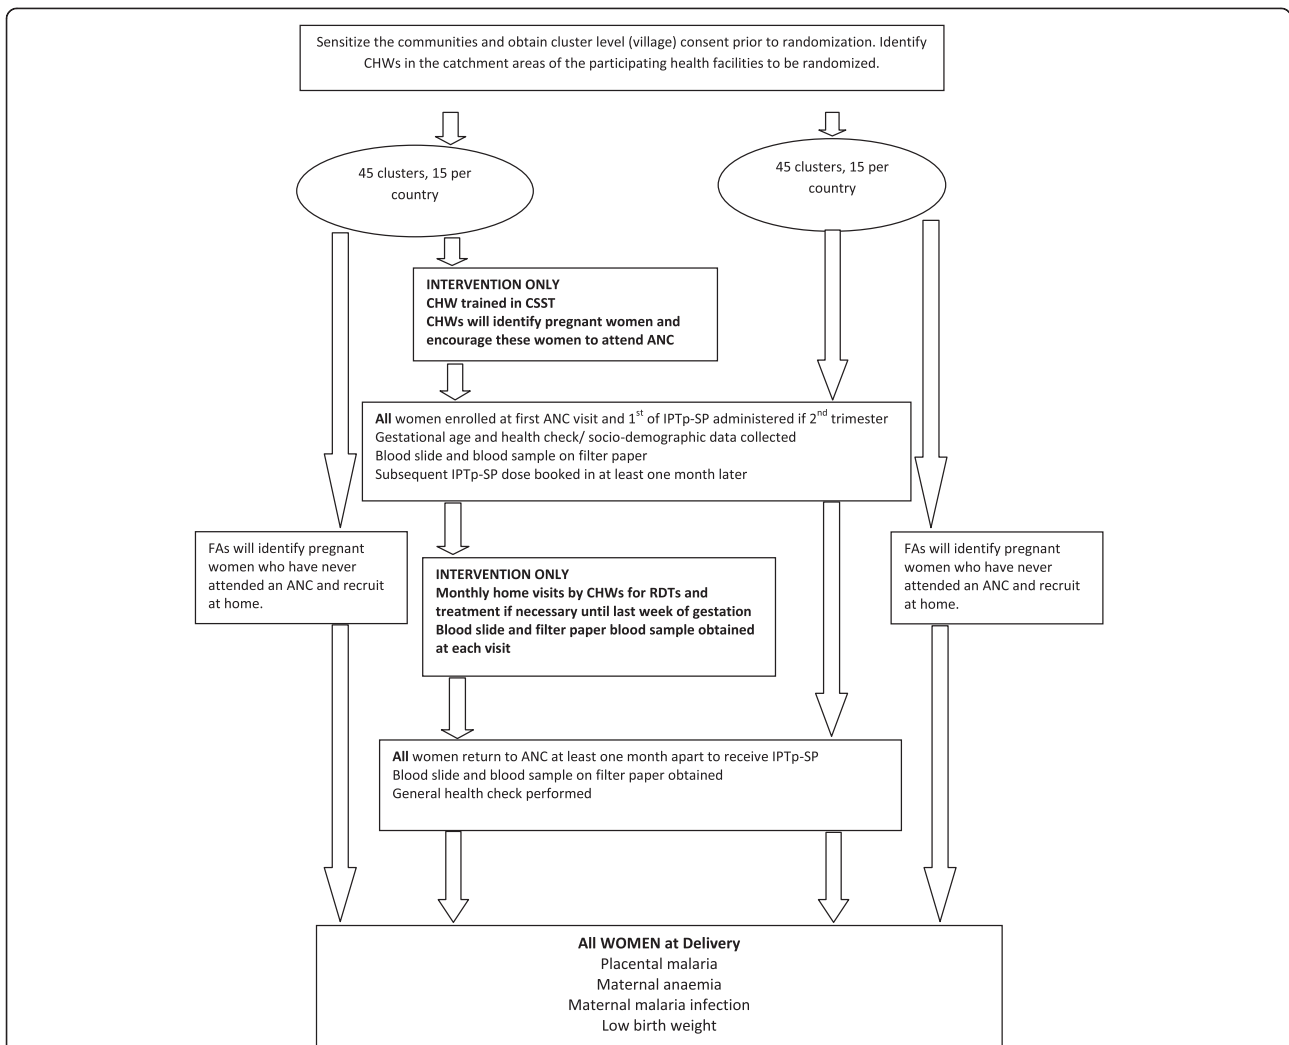 Sensitize the communities and obtain cluster level (village) consent prior to randomization. Identify
CHWs in the catchment areas of the participating health facilities to be randomized.
45 clusters, 15 per
country
45 clusters, 15 per
country
INTERVENTION ONLY
CHW trained in CSST
CHWs will identify pregnant women and
encourage these women to attend ANC
All women enrolled at first ANC visit and 1st of IPTp-SP administered if 2nd trimester
Gestational age and health check/ socio-demographic data collected
Blood slide and blood sample on filter paper
Subsequent IPTp-SP dose booked in at least one month later
FAs will identify pregnant
women who have never
attended an ANC and recruit
at home.
INTERVENTION ONLY
Monthly home visits by CHWs for RDTs and
treatment if necessary until last week of gestation
Blood slide and filter paper blood sample obtained
at each visit
FAs will identify pregnant
women who have never
attended an ANC and recruit
at home.
All women return to ANC at least one month apart to receive IPTp-SP
Blood slide and blood sample on filter paper obtained
General health check performed
All WOMEN at Delivery
Placental malaria
Maternal anaemia
Maternal malaria infection
Low birth weight